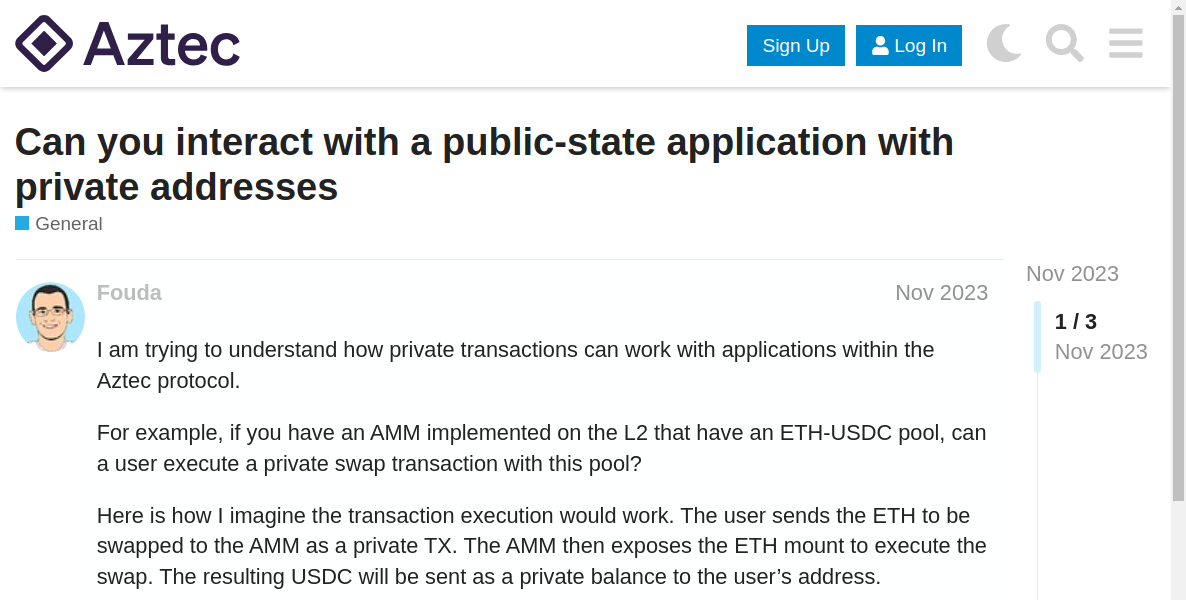 Aztec
Sign Up
Log In
Can you interact with a public-state application with
private addresses
General
Nov 2023
Fouda
Nov 2023
1 / 3
Nov 2023
I am trying to understand how private transactions can work with applications within the
Aztec protocol.
For example, if you have an AMM implemented on the L2 that have an ETH-USDC pool, can
a user execute a private swap transaction with this pool?
Here is how I imagine the transaction execution would work. The user sends the ETH to be
swapped to the AMM as a private TX. The AMM then exposes the ETH mount to execute the
swap. The resulting USDC will be sent as a private balance to the user’s address.